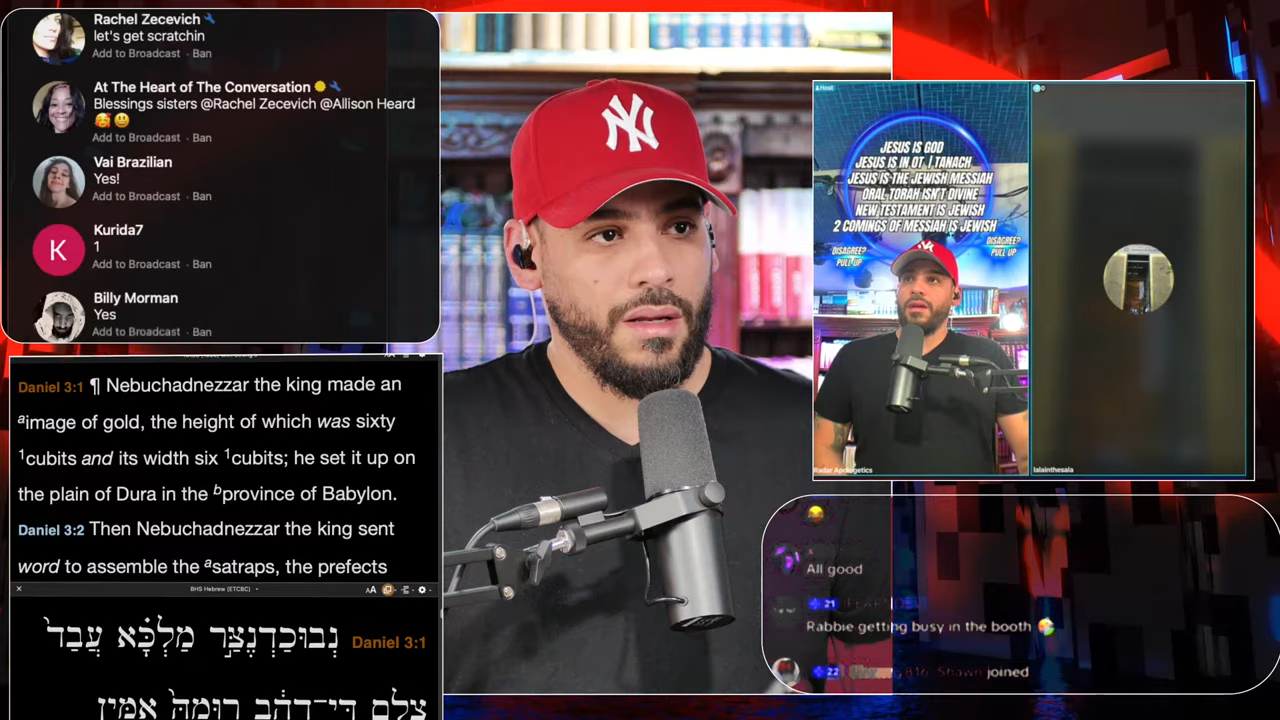 Rachel Zecevich
let's get scratchin
Add to Broadcast · Ban
At The Heart of The Conversation
Blessings sisters @Rachel Zecevich @Allison Heard
🥰 😃
Add to Broadcast · Ban
Vai Brazilian
Yes!
Add to Broadcast · Ban
K
Kurida7
1
Add to Broadcast · Ban
Billy Morman
Yes
Add to Broadcast · Ban
Daniel 3:1 ¶ Nebuchadnezzar the king made an
ᵃimage of gold, the height of which was sixty
¹cubits and its width six ¹cubits; he set it up on
the plain of Dura in the ᵇprovince of Babylon.
Daniel 3:2 Then Nebuchadnezzar the king sent
word to assemble the ᵃsatraps, the prefects
BHS Hebrew (ETCBC)
AA
Daniel 3:1 נְבוּכַדְנֶצַּ֣ר מַלְכָּ֗א עֲבַד֙
צְלֵ֣ם דִּֽי־דְהַ֔ב רוּמֵהּ֙ אַמִּ֣ין
NY
Host
JESUS IS GOD
JESUS IS IN OT | TANACH
JESUS IS THE JEWISH MESSIAH
ORAL TORAH ISN'T DIVINE
NEW TESTAMENT IS JEWISH
2 COMINGS OF MESSIAH IS JEWISH
DISAGREE?
PULL UP
DISAGREE?
PULL UP
Radar Apologetics
lalainthesala
All good
21
Rabbie getting busy in the booth
22
Shawn joined